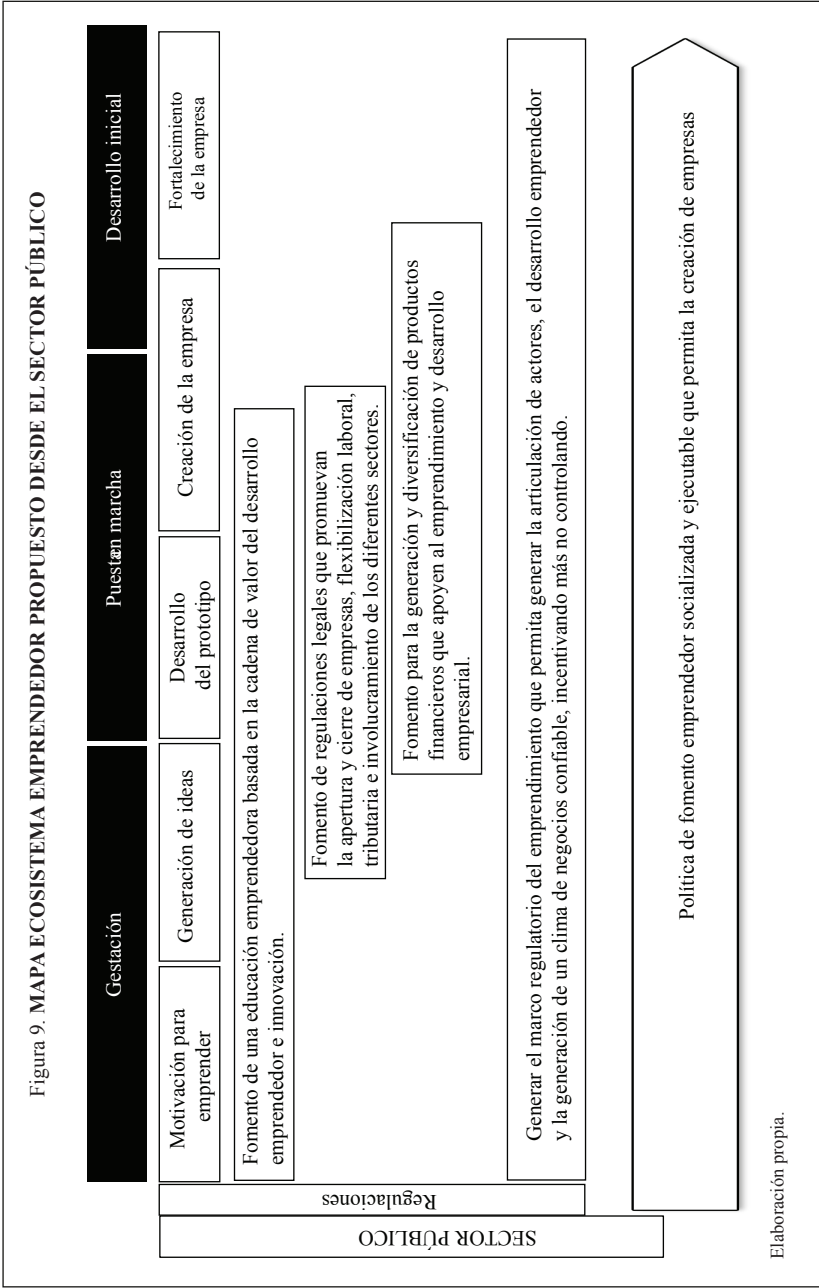 Figura 9. MAPA ECOSISTEMA EMPRENDEDOR PROPUESTO DESDE EL SECTOR PÚBLICO
Gestación
Puesta en marcha
Desarrollo inicial
Motivación para
emprender
Generación de ideas
Desarrollo
del prototipo
Creación de la empresa
Fortalecimiento
de la empresa
SECTOR PÚBLICO
Regulaciones
Fomento de una educación emprendedora basada en la cadena de valor del desarrollo
emprendedor e innovación.
Fomento de regulaciones legales que promuevan
la apertura y cierre de empresas, flexibilización laboral,
tributaria e involucramiento de los diferentes sectores.
Fomento para la generación y diversificación de productos
financieros que apoyen al emprendimiento y desarrollo
empresarial.
Generar el marco regulatorio del emprendimiento que permita generar la articulación de actores, el desarrollo emprendedor
y la generación de un clima de negocios confiable, incentivando más no controlando.
Política de fomento emprendedor socializada y ejecutable que permita la creación de empresas
Elaboración propia.